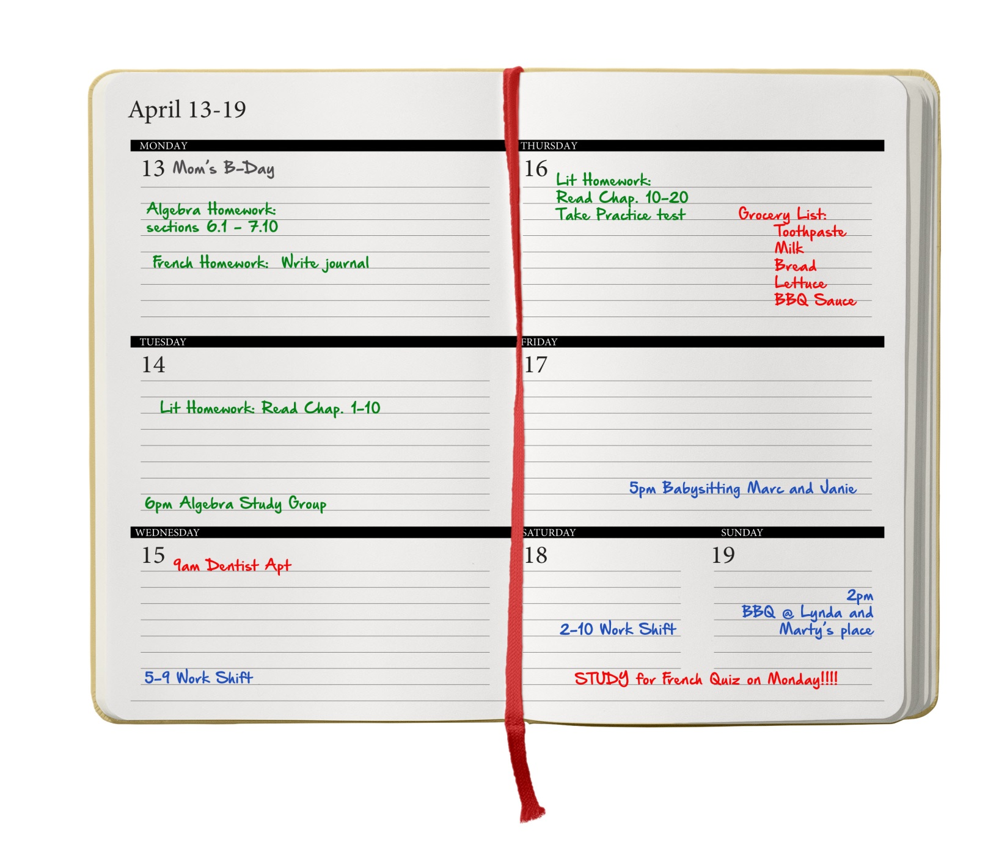 April 13-19
MONDAY
13 Mom's B-Day
Algebra Homework:
sections 6.1 - 7.10
French Homework: Write journal
TUESDAY
14
Lit Homework: Read Chap. 1-10
6pm Algebra Study Group
WEDNESDAY
15 9am Dentist Apt
5-9 Work Shift
THURSDAY
16
Lit Homework:
Read Chap. 10-20
Take Practice test
Grocery List:
Toothpaste
Milk
Bread
Lettuce
BBQ Sauce
FRIDAY
17
5pm Babysitting Marc and Janie
SATURDAY
18
2-10 Work Shift
SUNDAY
19
2pm
BBQ @ Lynda and
Marty's place
STUDY for French Quiz on Monday!!!!